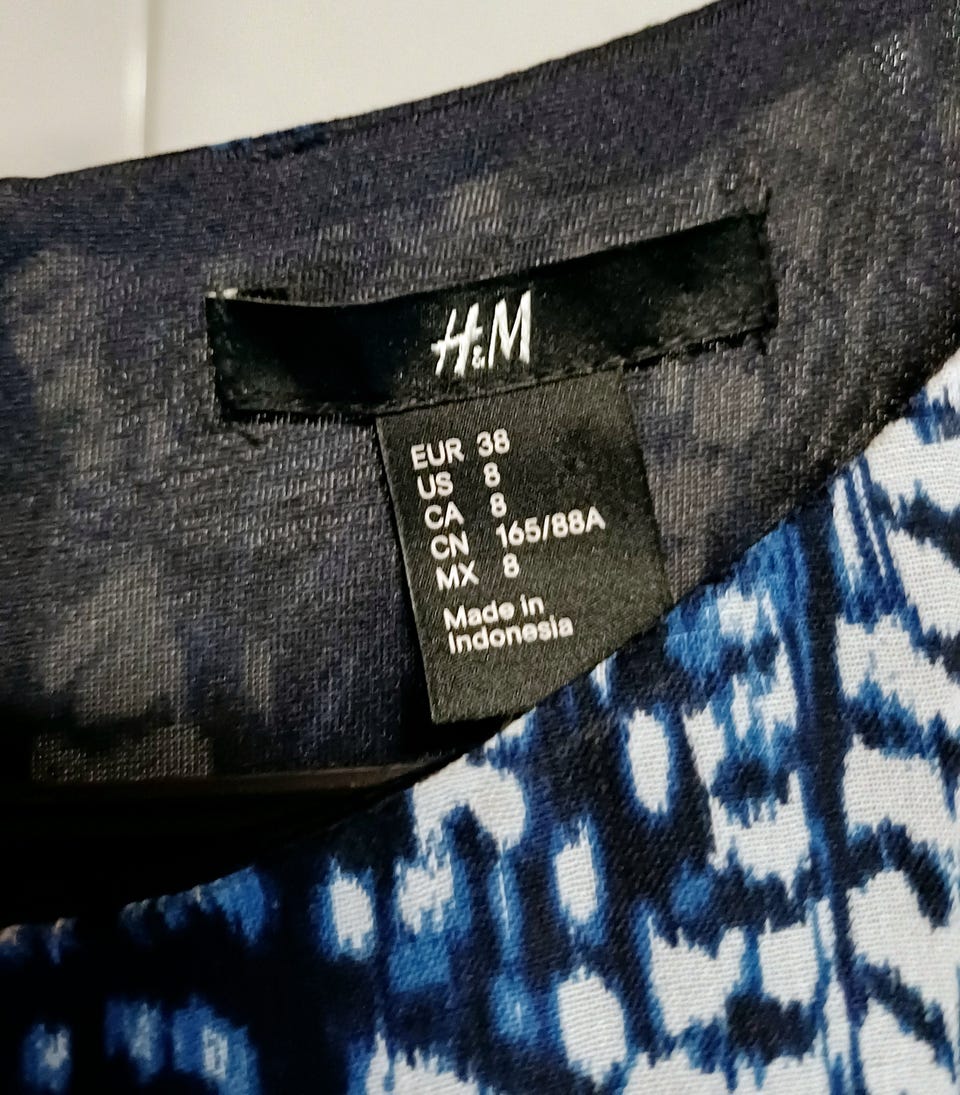 H&M
EUR 38
US 8
CA 8
CN 165/88A
MX 8
Made in
Indonesia